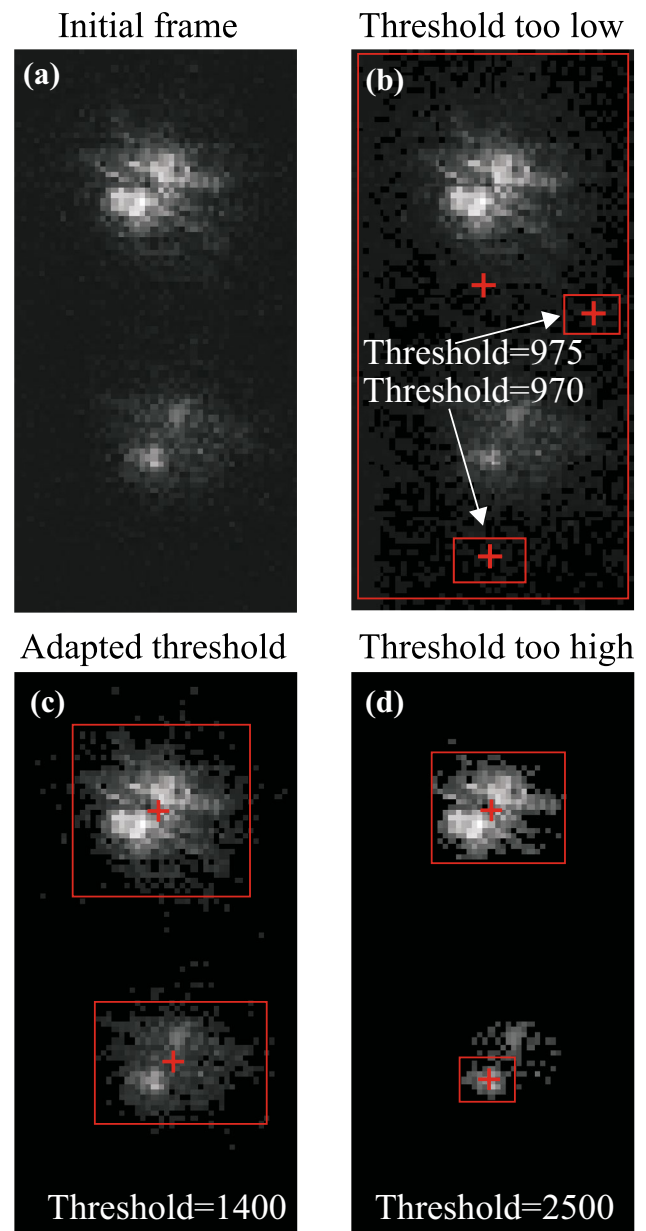 Initial frame
Threshold too low
(a)
(b)
Threshold=975
Threshold=970
Adapted threshold
Threshold too high
(c)
(d)
Threshold=1400
Threshold=2500